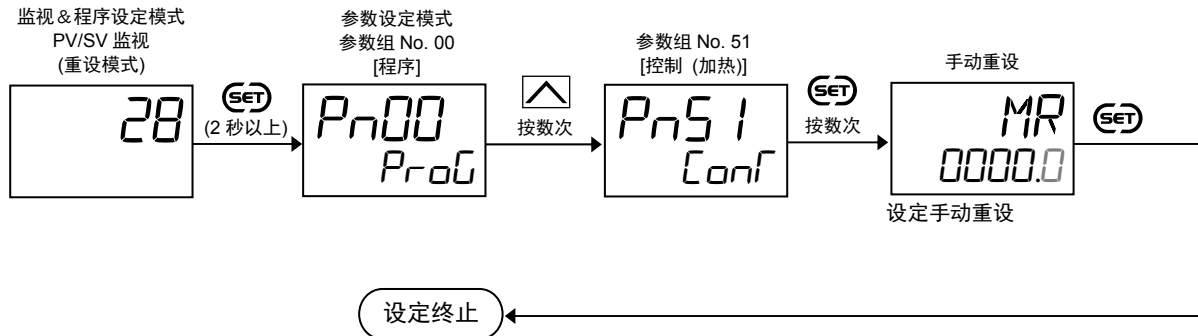 监视&程序设定模式
PV/SV 监视
(重设模式)
28
SET
(2 秒以上)
参数设定模式
参数组 No. 00
[程序]
Pn00
ProG
按数次
参数组 No. 51
[控制 (加热)]
Pn51
ConT
SET
按数次
手动重设
MR
0000.0
设定手动重设
SET
设定终止